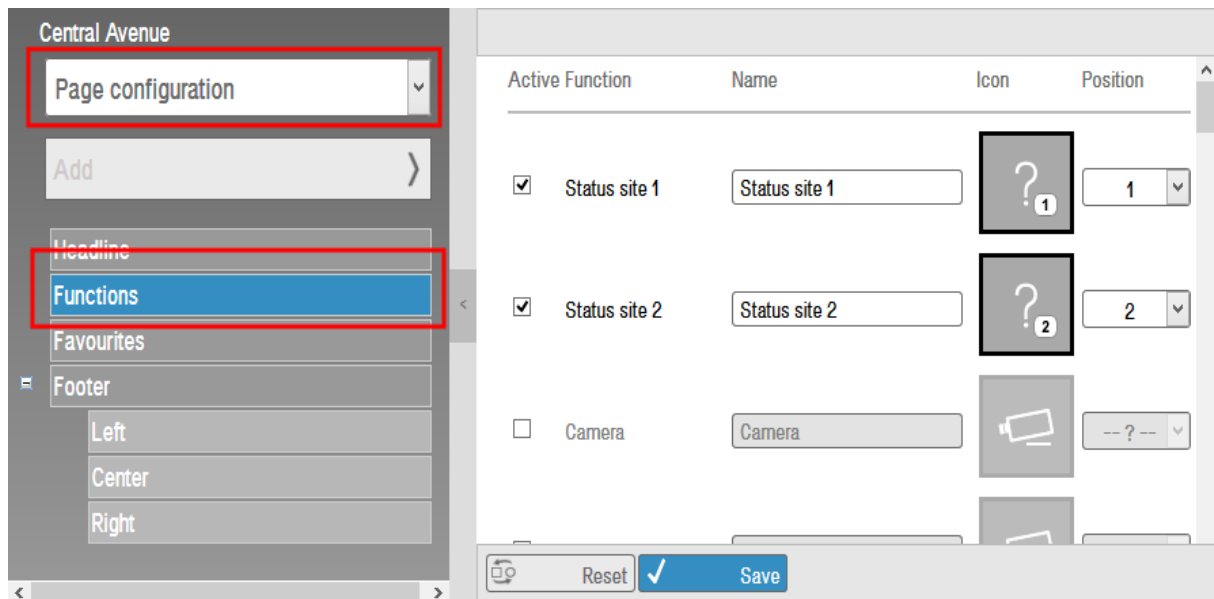 Central Avenue
Page configuration
Add
Headline
Functions
Favourites
Footer
Left
Center
Right
Active Function Name Icon Position
Status site 1 Status site 1 ? 1 1
Status site 2 Status site 2 ? 2 2
Camera Camera -- ? --
Reset Save